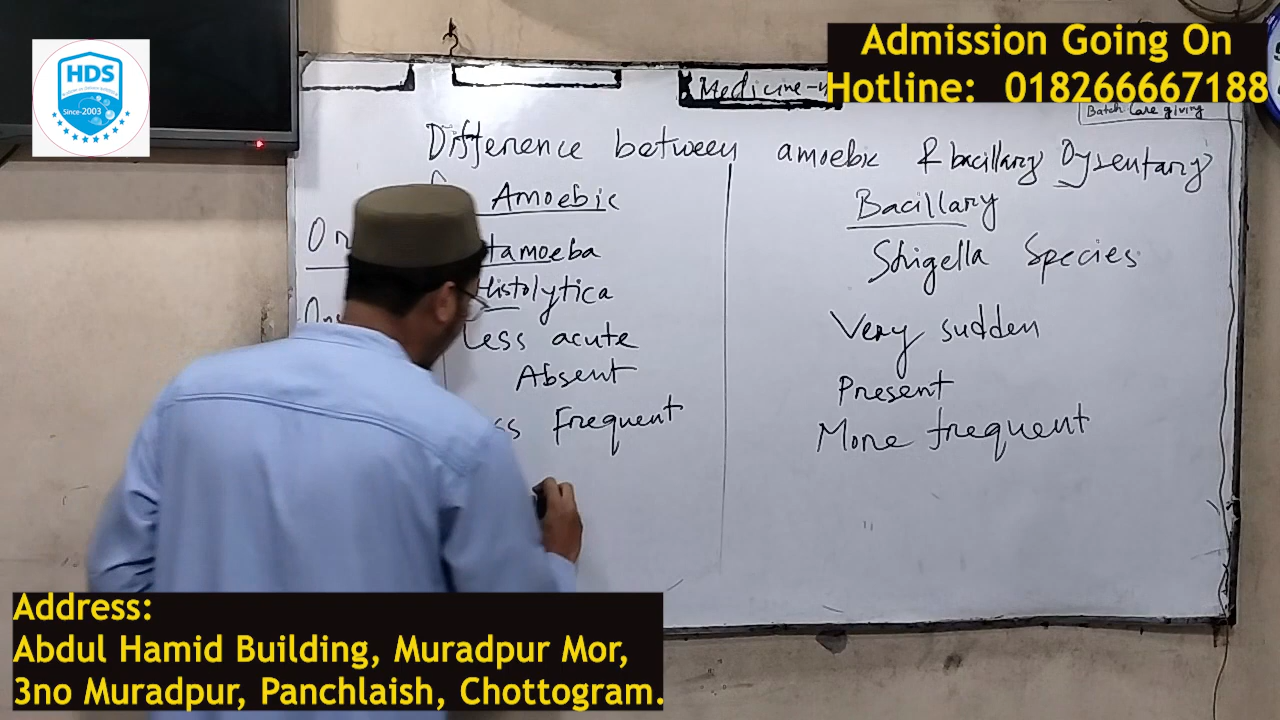 Admission Going On
Hotline: 018266667188
HDS
Since-2003
Medicine-
Batch Care giving
Difference between amoebic & bacillary Dysentary
Amoebic
Bacillary
tamoeba
Shigella Species
Histolytica
Less acute
Very sudden
Absent
Present
ss Frequent
More frequent
Address:
Abdul Hamid Building, Muradpur Mor,
3no Muradpur, Panchlaish, Chottogram.